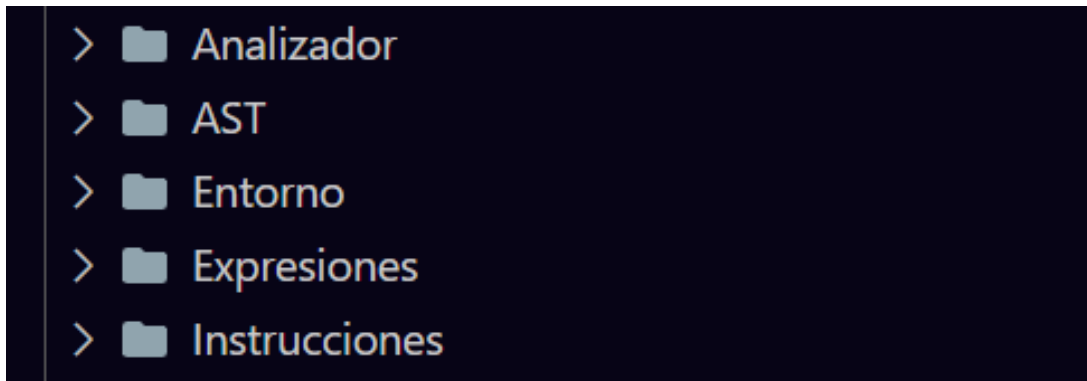 Analizador
AST
Entorno
Expresiones
Instrucciones